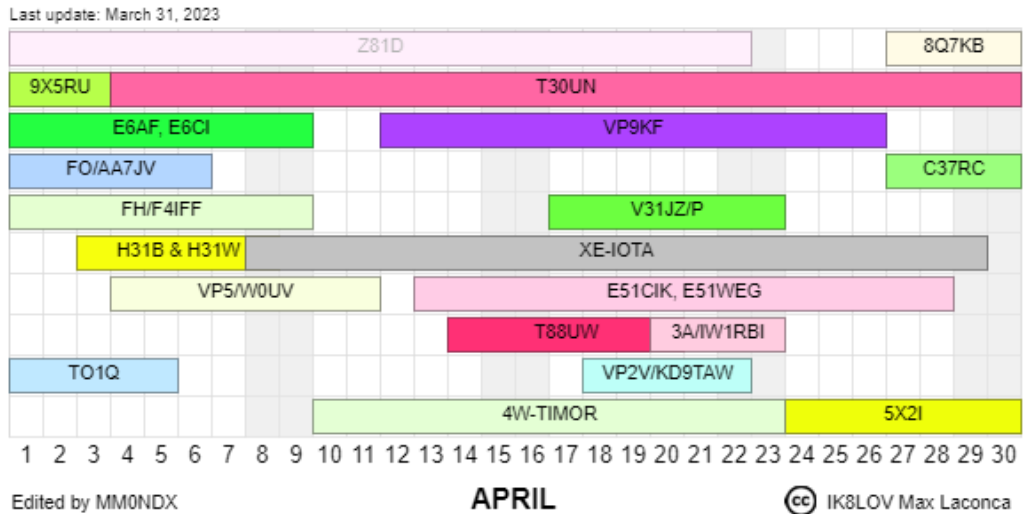 Last update: March 31, 2023
Z81D 8Q7KB
9X5RU T30UN
E6AF, E6CI VP9KF
FO/AA7JV C37RC
FH/F4IFF V31JZ/P
H31B & H31W XE-IOTA
VP5/W0UV E51CIK, E51WEG
T88UW 3A/IW1RBI
TO1Q VP2V/KD9TAW
4W-TIMOR 5X2I
1 2 3 4 5 6 7 8 9 10 11 12 13 14 15 16 17 18 19 20 21 22 23 24 25 26 27 28 29 30
Edited by MM0NDX APRIL cc IK8LOV Max Laconca